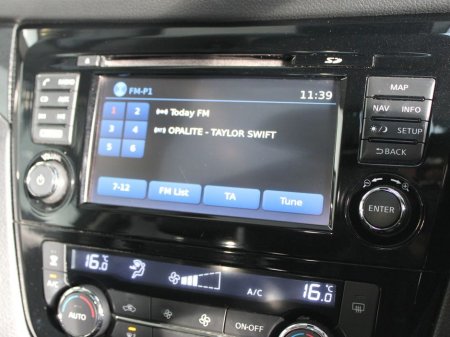 SD
FM-P1
11:39
1 2
Today FM
3 4
OPALITE - TAYLOR SWIFT
5 6
7-12
FM List
TA
Tune
MAP
NAV INFO
SETUP
BACK
ENTER
16.0
A/C
16.0
A/C
AUTO
ON·OFF